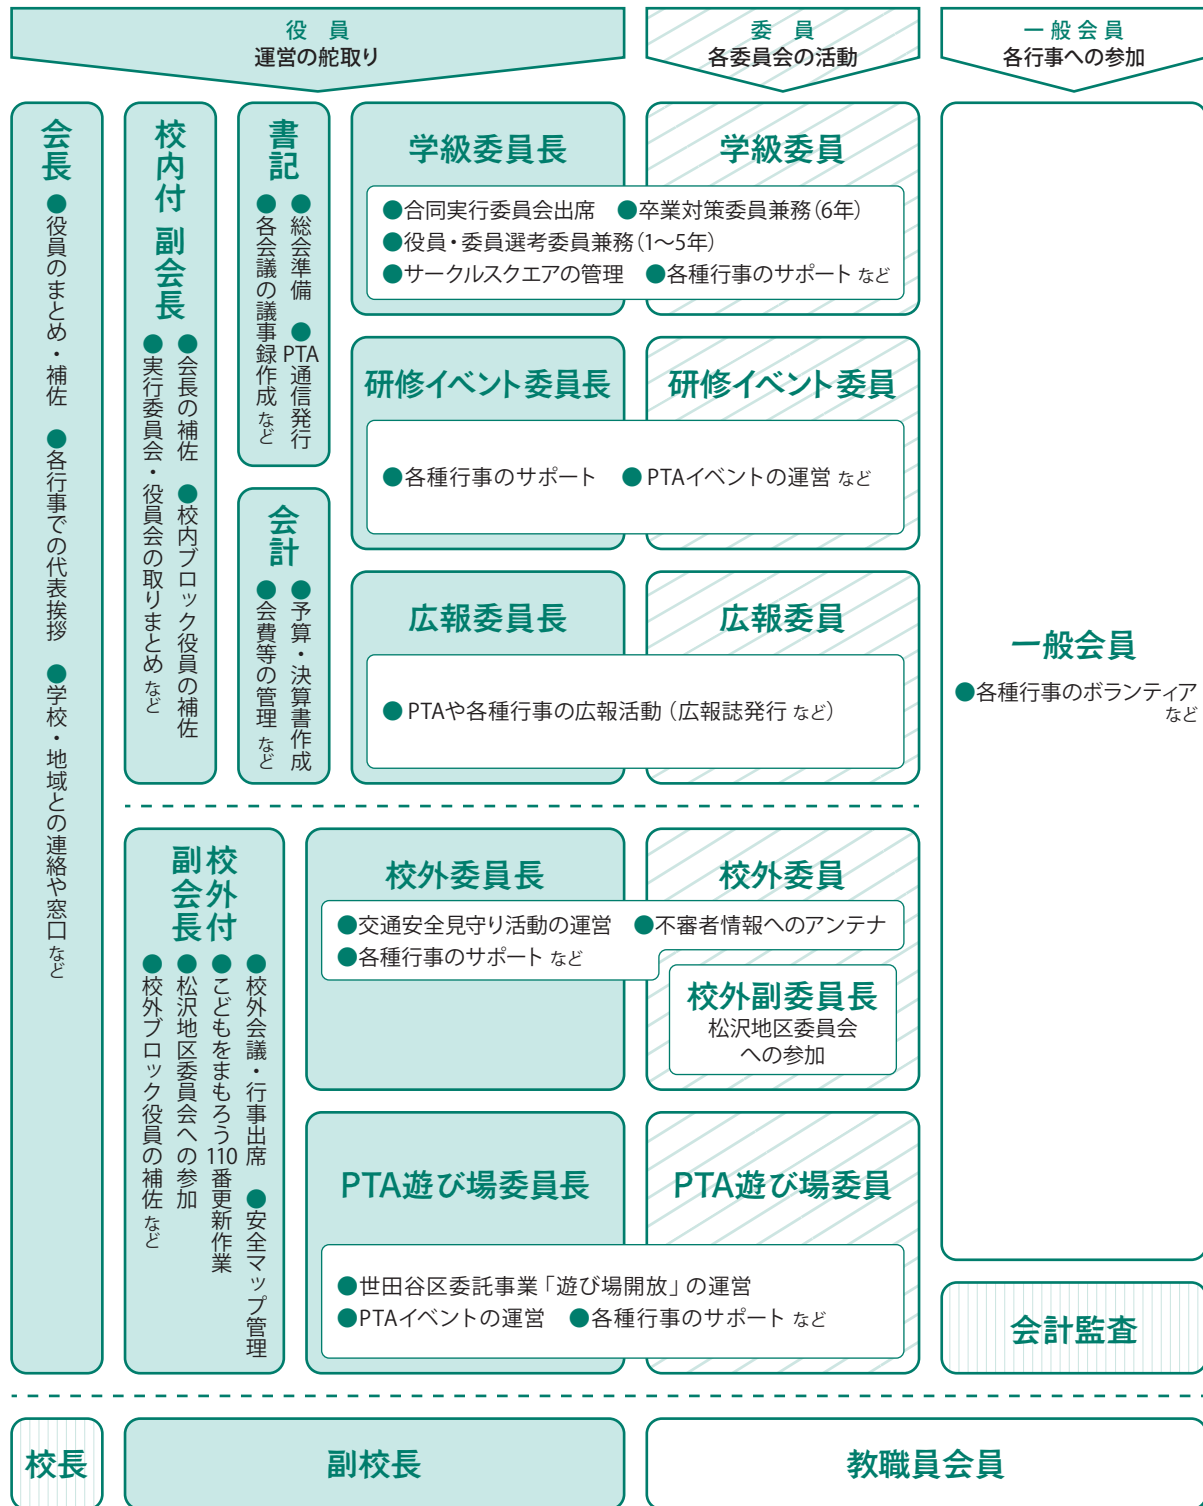 役 員
運営の舵取り
委 員
各委員会の活動
一 般 会 員
各行事への参加
会長
●役員のまとめ・補佐 ●各行事での代表挨拶 ●学校・地域との連絡や窓口 など
校内付 副会長
●会長の補佐 ●校内ブロック役員の補佐
●実行委員会・役員会の取りまとめ など
書記
●総会準備 ●PTA通信発行
●各会議の議事録作成 など
会計
●予算・決算書作成
●会費等の管理 など
学級委員長
学級委員
●合同実行委員会出席 ●卒業対策委員兼務(6年)
●役員・委員選考委員兼務(1〜5年)
●サークルスクエアの管理 ●各種行事のサポート など
研修イベント委員長
研修イベント委員
●各種行事のサポート ●PTAイベントの運営 など
広報委員長
広報委員
●PTAや各種行事の広報活動(広報誌発行 など)
一般会員
●各種行事のボランティア
など
校外付
副会長
●校外会議・行事出席 ●安全マップ管理
●こどもをまもろう110番更新作業
●松沢地区委員会への参加
●校外ブロック役員の補佐 など
校外委員長
校外委員
●交通安全見守り活動の運営 ●不審者情報へのアンテナ
●各種行事のサポート など
校外副委員長
松沢地区委員会
への参加
PTA遊び場委員長
PTA遊び場委員
●世田谷区委託事業「遊び場開放」の運営
●PTAイベントの運営 ●各種行事のサポート など
会計監査
校長
副校長
教職員会員